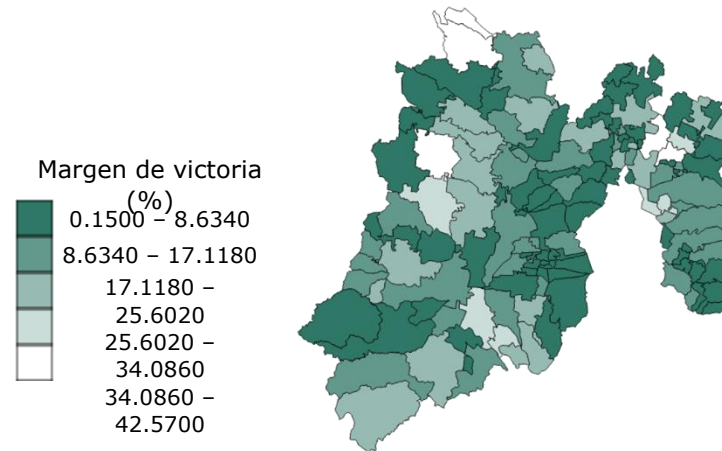 Margen de victoria
(%)
0.1500 – 8.6340
8.6340 – 17.1180
17.1180 –
25.6020
25.6020 –
34.0860
34.0860 –
42.5700